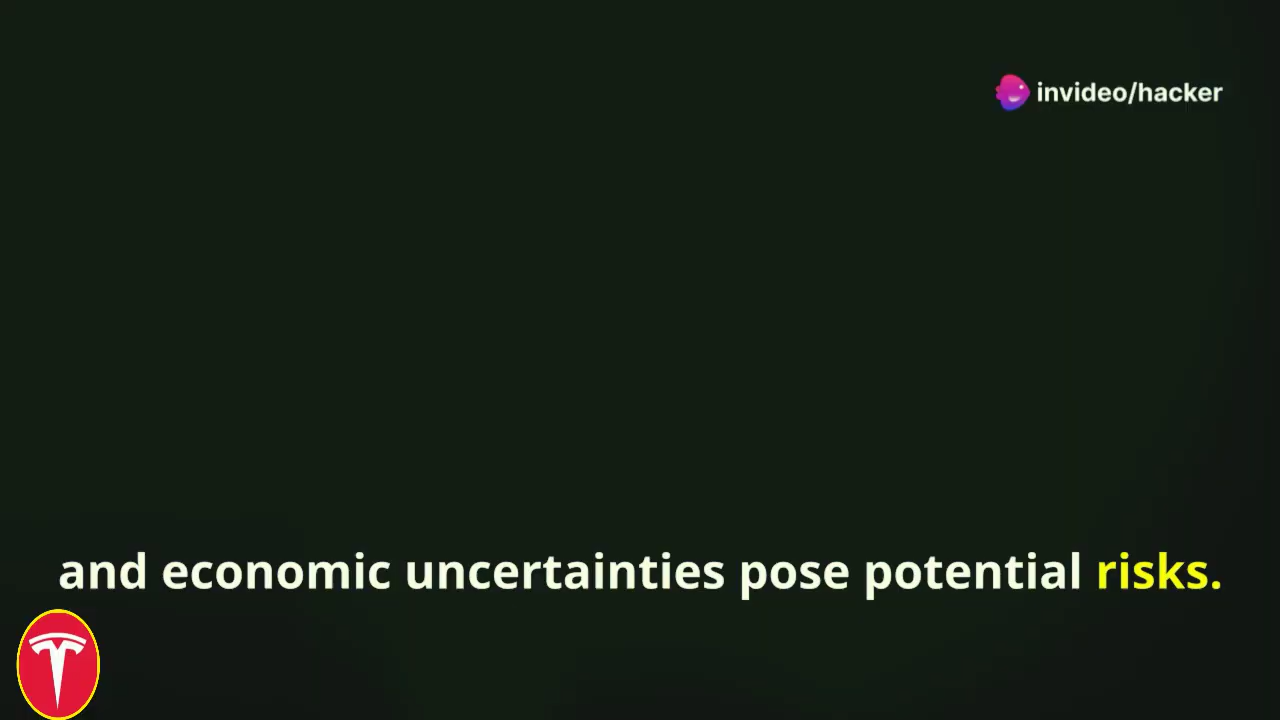 invideo/hacker
and economic uncertainties pose potential risks.